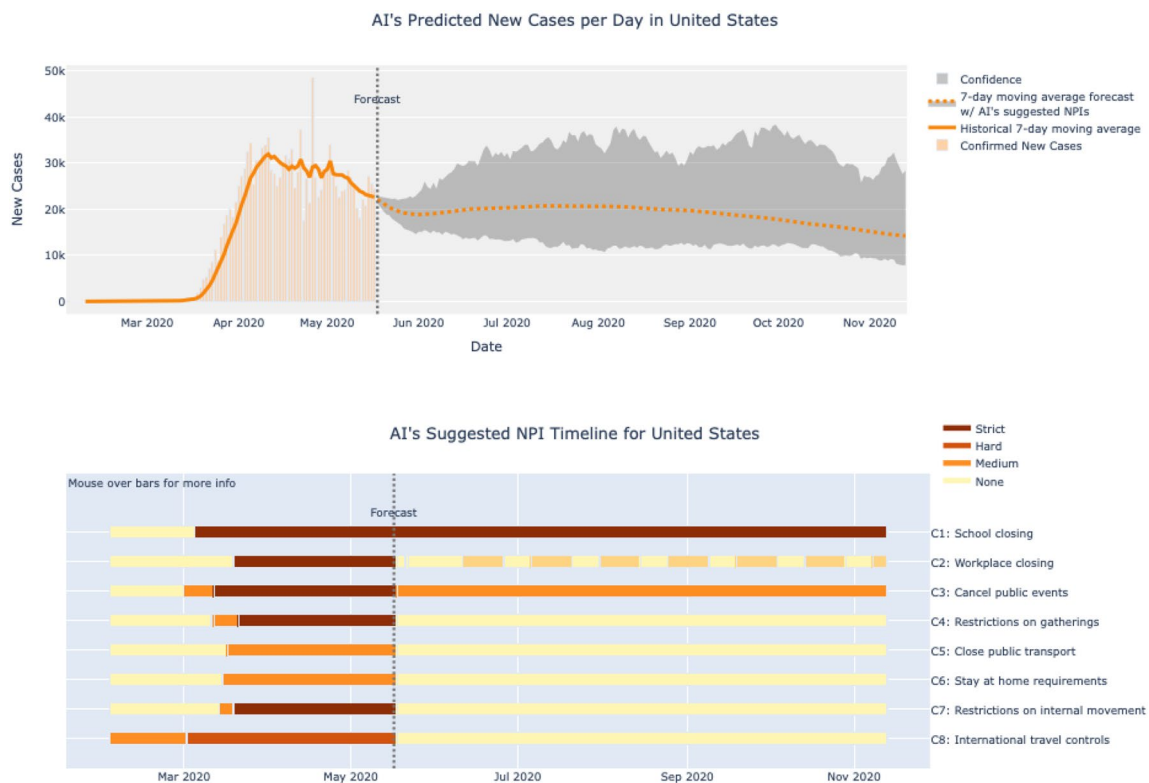 AI's Predicted New Cases per Day in United States
50k
40k
30k
20k
10k
0
New Cases
Forecast
Mar 2020
Apr 2020
May 2020
Jun 2020
Jul 2020
Aug 2020
Sep 2020
Oct 2020
Nov 2020
Date
Confidence
7-day moving average forecast
w/ AI's suggested NPIs
Historical 7-day moving average
Confirmed New Cases
AI's Suggested NPI Timeline for United States
Strict
Hard
Medium
None
Mouse over bars for more info
Forecast
C1: School closing
C2: Workplace closing
C3: Cancel public events
C4: Restrictions on gatherings
C5: Close public transport
C6: Stay at home requirements
C7: Restrictions on internal movement
C8: International travel controls
Mar 2020
May 2020
Jul 2020
Sep 2020
Nov 2020